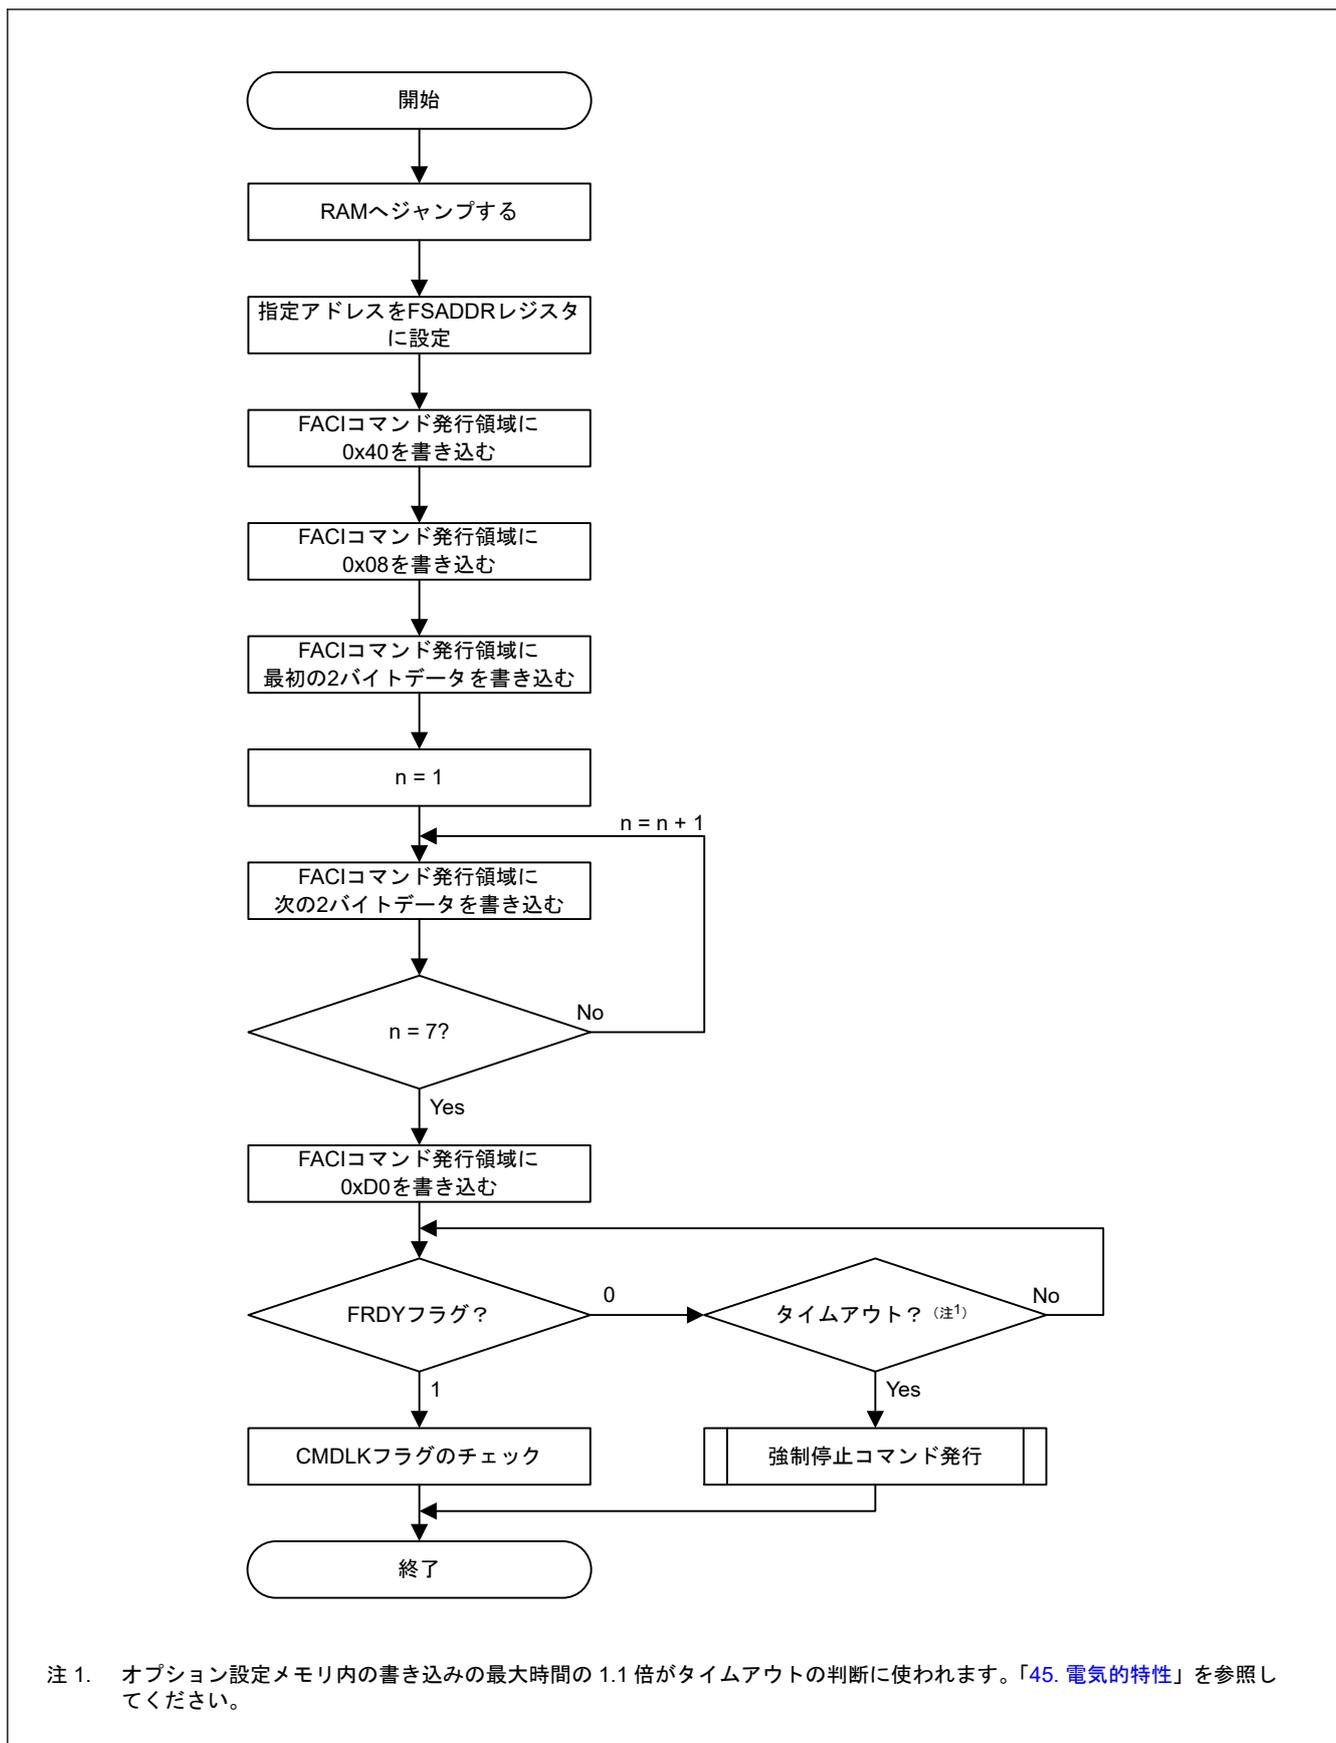 開始
RAMへジャンプする
指定アドレスをFSADDRレジスタ
に設定
FACIコマンド発行領域に
0x40を書き込む
FACIコマンド発行領域に
0x08を書き込む
FACIコマンド発行領域に
最初の2バイトデータを書き込む
n = 1
n = n + 1
FACIコマンド発行領域に
次の2バイトデータを書き込む
No
n = 7?
Yes
FACIコマンド発行領域に
0xD0を書き込む
FRDYフラグ？
0
タイムアウト？（注1）
No
1
Yes
CMDLKフラグのチェック
強制停止コマンド発行
終了
注 1. オプション設定メモリ内の書き込みの最大時間の 1.1 倍がタイムアウトの判断に使われます。「45. 電気的特性」を参照し
てください。